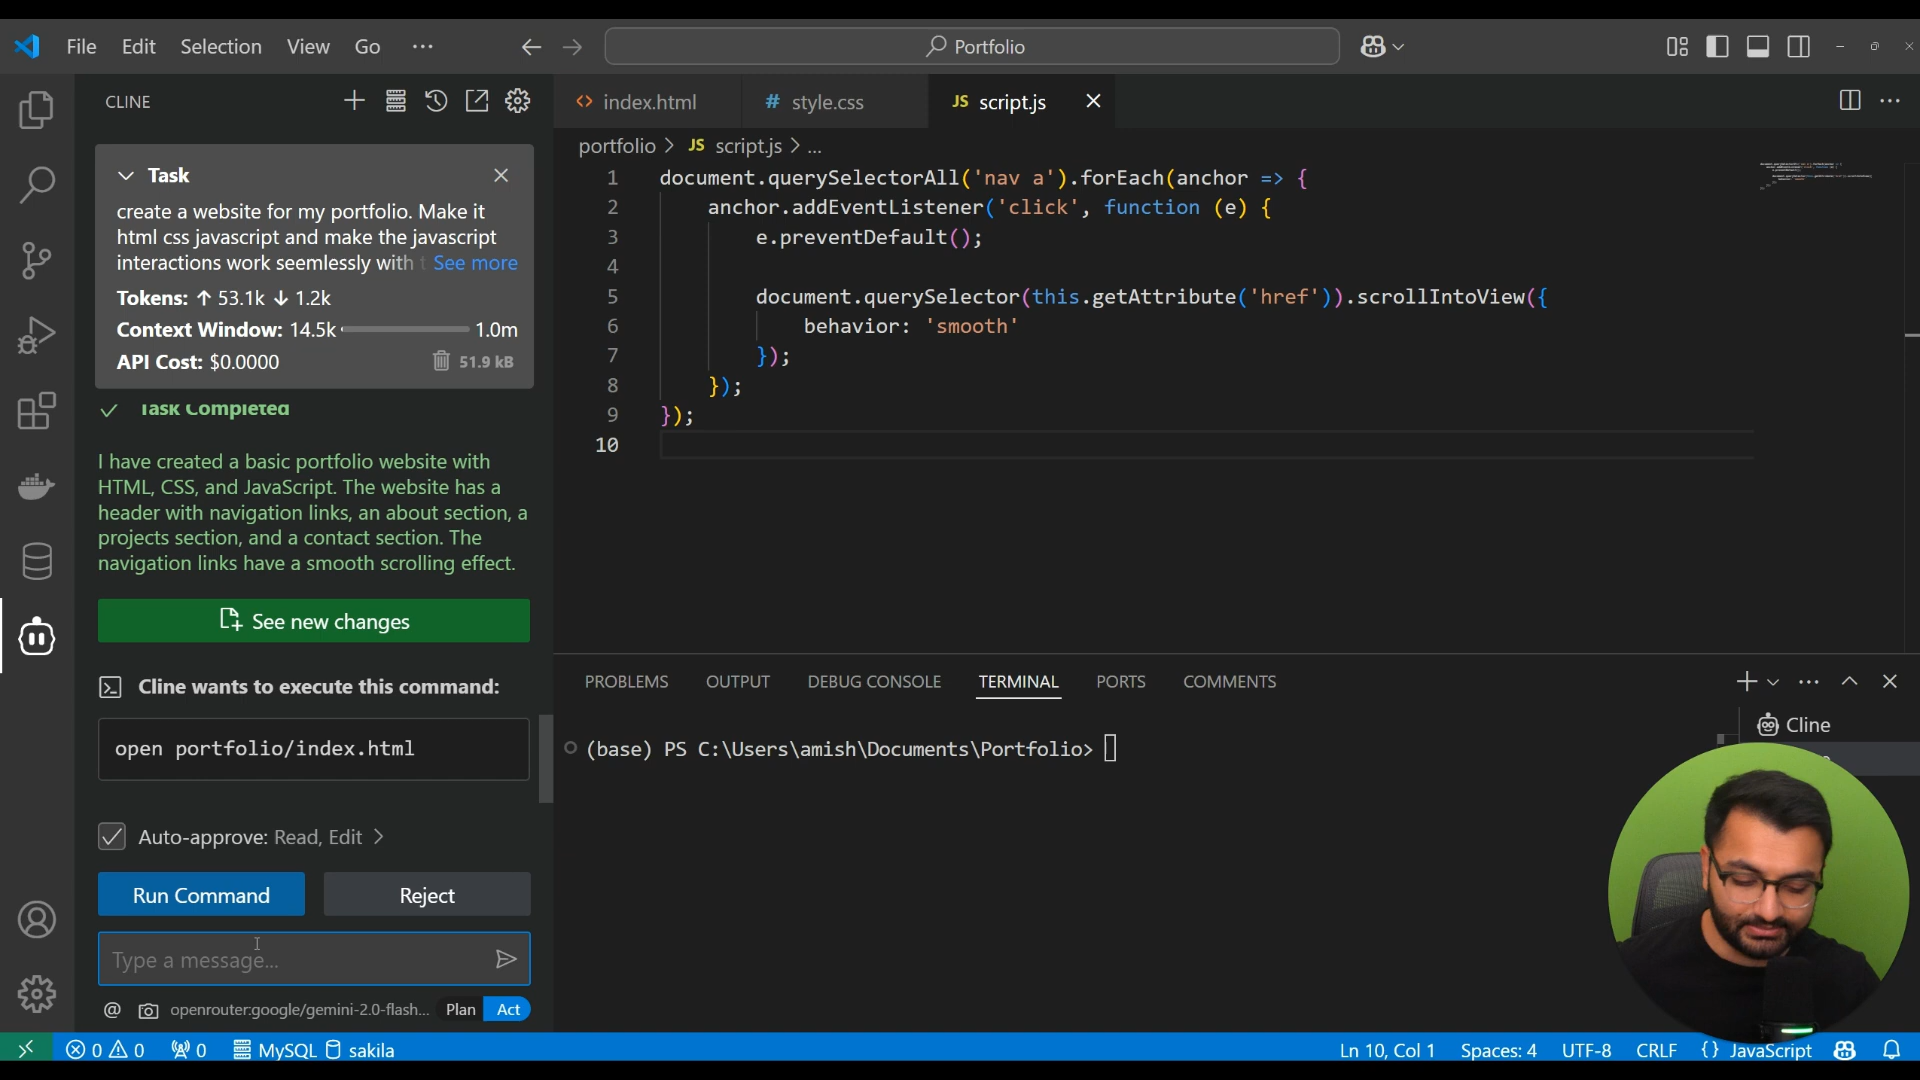 File Edit Selection View Go ···
Portfolio
CLINE
Task
create a website for my portfolio. Make it
html css javascript and make the javascript
interactions work seemlessly with t See more
Tokens: ↑ 53.1k ↓ 1.2k
Context Window: 14.5k 1.0m
API Cost: $0.0000 51.9 kB
Task Completed
I have created a basic portfolio website with
HTML, CSS, and JavaScript. The website has a
header with navigation links, an about section, a
projects section, and a contact section. The
navigation links have a smooth scrolling effect.
See new changes
Cline wants to execute this command:
open portfolio/index.html
Auto-approve: Read, Edit >
Run Command Reject
Type a message...
@ openrouter:google/gemini-2.0-flash... Plan Act
<> index.html # style.css JS script.js
portfolio > JS script.js > ...
1 document.querySelectorAll('nav a').forEach(anchor => {
2 anchor.addEventListener('click', function (e) {
3 e.preventDefault();
4
5 document.querySelector(this.getAttribute('href')).scrollIntoView({
6 behavior: 'smooth'
7 });
8 });
9 });
10
PROBLEMS OUTPUT DEBUG CONSOLE TERMINAL PORTS COMMENTS
(base) PS C:\Users\amish\Documents\Portfolio>
Cline
0 0 0 MySQL sakila
Ln 10, Col 1 Spaces: 4 UTF-8 CRLF {} JavaScript